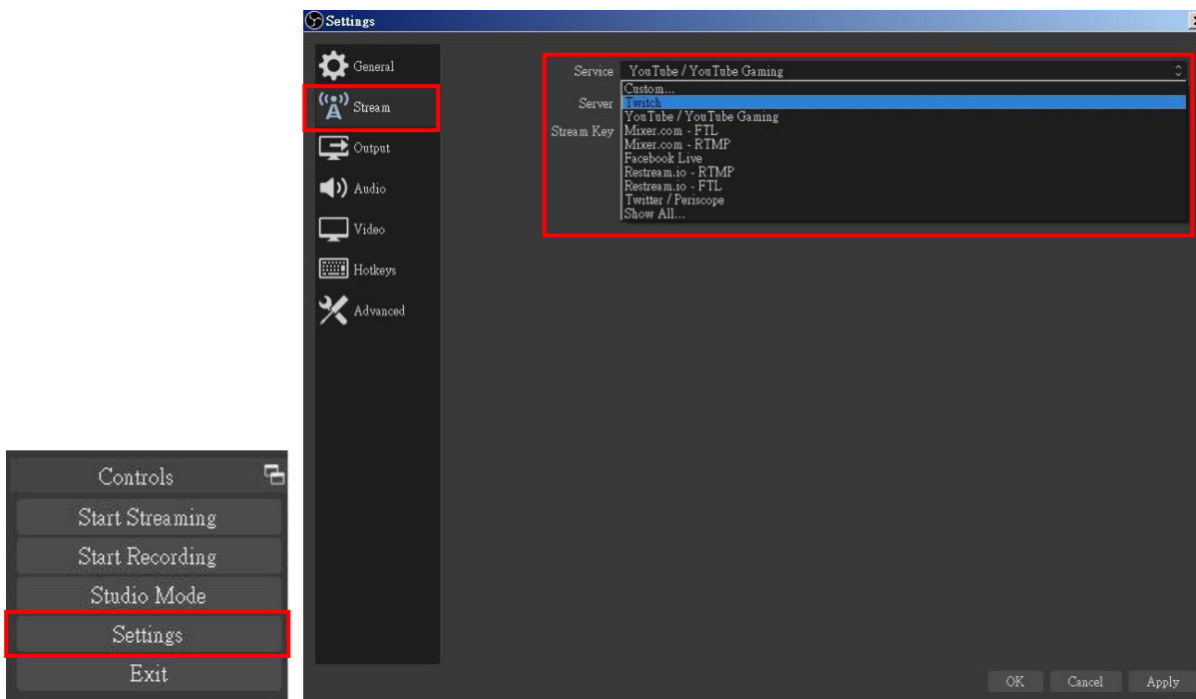 Settings
General
Stream
Output
Audio
Video
Hotkeys
Advanced
Service YouTube / YouTube Gaming
Custom...
Server Twitch
YouTube / YouTube Gaming
Stream Key Mixer.com - FTL
Mixer.com - RTMP
Facebook Live
Restream.io - RTMP
Restream.io - FTL
Twitter / Periscope
Show All...
OK Cancel Apply
Controls
Start Streaming
Start Recording
Studio Mode
Settings
Exit